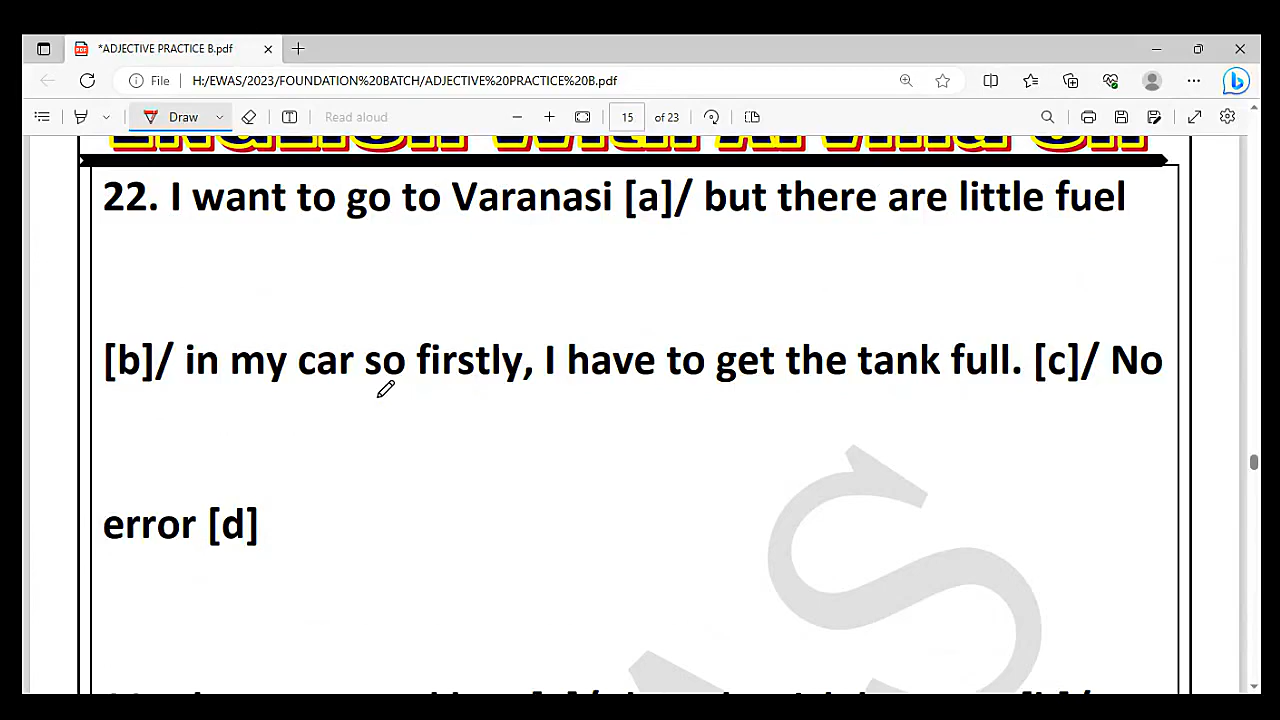 *ADJECTIVE PRACTICE B.pdf
File H:/EWAS/2023/FOUNDATION%20BATCH/ADJECTIVE%20PRACTICE%20B.pdf
Draw Read aloud 15 of 23
22. I want to go to Varanasi [a]/ but there are little fuel
[b]/ in my car so firstly, I have to get the tank full. [c]/ No
error [d]